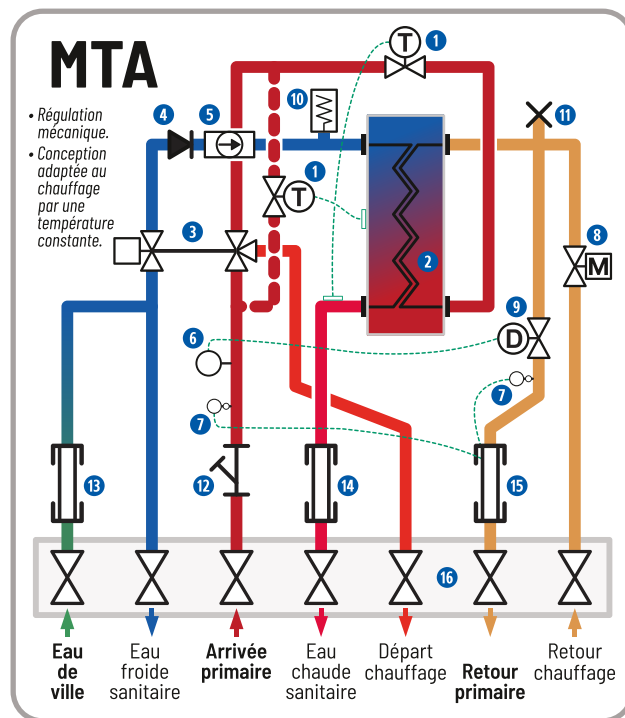 MTA
• Régulation
mécanique.
• Conception
adaptée au
chauffage
par une
température
constante.
T 1
10
4 5
11
1
T
3
2
8
M
9
6
D
7
7
13 12 14 15
16
Eau
de
ville
Eau
froide
sanitaire
Arrivée
primaire
Eau
chaude
sanitaire
Départ
chauffage
Retour
primaire
Retour
chauffage